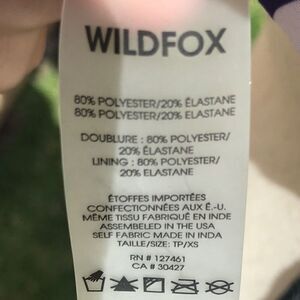 WILDFOX
80% POLYESTER/20% ELASTANE
80% POLYESTER/20% ÉLASTANE
DOUBLURE : 80% POLYESTER/
20% ÉLASTANE
LINING : 80% POLYESTER/
20% ELASTANE
ÉTOFFES IMPORTÉES
CONFECTIONNÉES AUX É.-U.
MÊME TISSU FABRIQUÉ EN INDE
ASSEMBELED IN THE USA
SELF FABRIC MADE IN INDA
TAILLE/SIZE: TP/XS
RN # 127461
CA # 30427